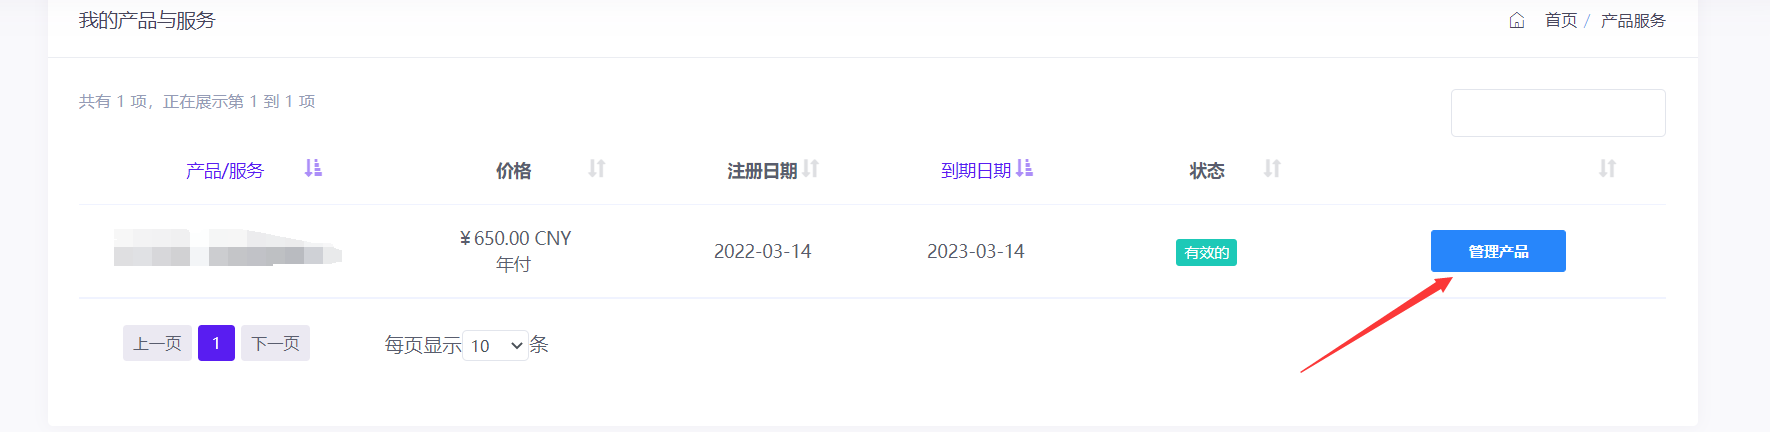 我的产品与服务
首页 / 产品服务
共有 1 项，正在展示第 1 到 1 项
产品/服务 价格 注册日期 到期日期 状态
¥650.00 CNY
年付
2022-03-14 2023-03-14 有效的 管理产品
上一页 1 下一页 每页显示 10 条